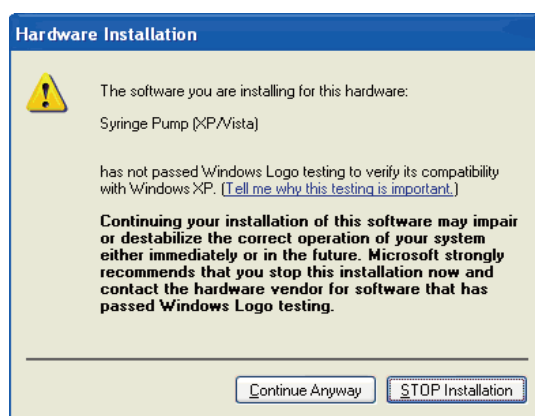 Hardware Installation
The software you are installing for this hardware:
Syringe Pump (XP/Vista)
has not passed Windows Logo testing to verify its compatibility
with Windows XP. (Tell me why this testing is important.)
Continuing your installation of this software may impair
or destabilize the correct operation of your system
either immediately or in the future. Microsoft strongly
recommends that you stop this installation now and
contact the hardware vendor for software that has
passed Windows Logo testing.
Continue Anyway
STOP Installation